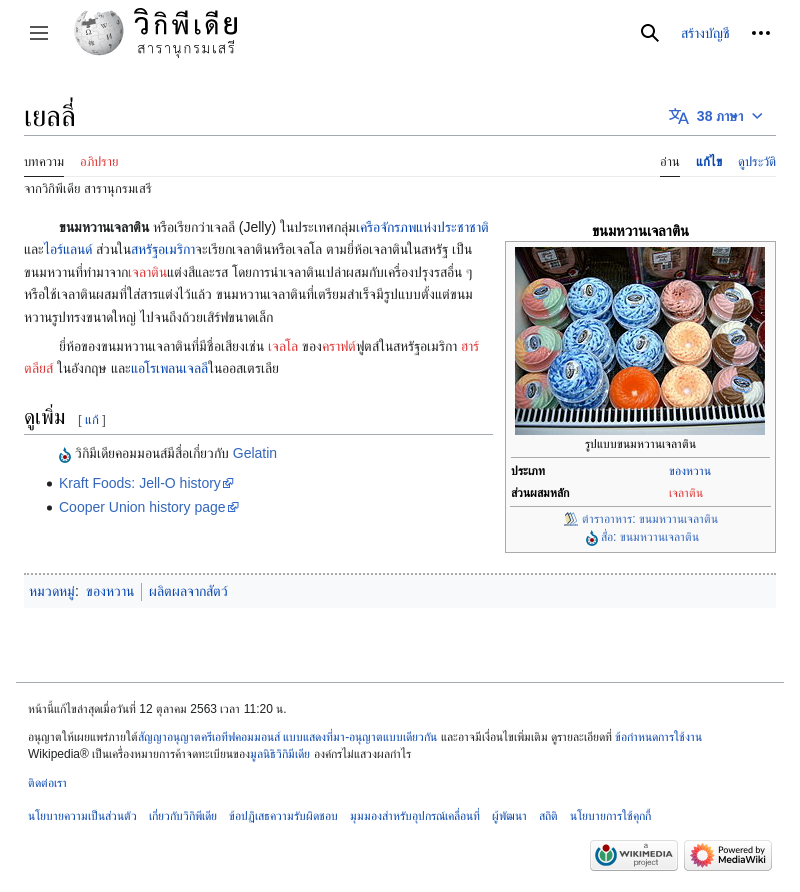 วิกิพีเดีย
สารานุกรมเสรี
สร้างบัญชี
เยลลี่
38 ภาษา
บทความ อภิปราย
อ่าน แก้ไข ดูประวัติ
จากวิกิพีเดีย สารานุกรมเสรี
ขนมหวานเจลาติน หรือเรียกว่าเจลลี (Jelly) ในประเทศกลุ่มเครือจักรภพแห่งประชาชาติ
และไอร์แลนด์ ส่วนในสหรัฐอเมริกาจะเรียกเจลาตินหรือเจลโล ตามยี่ห้อเจลาตินในสหรัฐ เป็น
ขนมหวานที่ทำมาจากเจลาตินแต่งสีและรส โดยการนำเจลาตินเปล่าผสมกับเครื่องปรุงรสอื่น ๆ
หรือใช้เจลาตินผสมที่ใส่สารแต่งไว้แล้ว ขนมหวานเจลาตินที่เตรียมสำเร็จมีรูปแบบตั้งแต่ขนม
หวานรูปทรงขนาดใหญ่ ไปจนถึงถ้วยเสิร์ฟขนาดเล็ก
ยี่ห้อของขนมหวานเจลาตินที่มีชื่อเสียงเช่น เจลโล ของคราฟต์ฟูตส์ในสหรัฐอเมริกา ฮาร์
ตลียส์ ในอังกฤษ และแอโรเพลนเจลลีในออสเตรเลีย
ขนมหวานเจลาติน
รูปแบบขนมหวานเจลาติน
ประเภท ของหวาน
ส่วนผสมหลัก เจลาติน
ตำราอาหาร: ขนมหวานเจลาติน
สื่อ: ขนมหวานเจลาติน
ดูเพิ่ม [ แก้ ]
วิกิมีเดียคอมมอนส์มีสื่อเกี่ยวกับ Gelatin
Kraft Foods: Jell-O history
Cooper Union history page
หมวดหมู่: ของหวาน ผลิตผลจากสัตว์
หน้านี้แก้ไขล่าสุดเมื่อวันที่ 12 ตุลาคม 2563 เวลา 11:20 น.
อนุญาตให้เผยแพร่ภายใต้สัญญาอนุญาตครีเอทีฟคอมมอนส์ แบบแสดงที่มา-อนุญาตแบบเดียวกัน และอาจมีเงื่อนไขเพิ่มเติม ดูรายละเอียดที่ ข้อกำหนดการใช้งาน
Wikipedia® เป็นเครื่องหมายการค้าจดทะเบียนของมูลนิธิวิกิมีเดีย องค์กรไม่แสวงผลกำไร
ติดต่อเรา
นโยบายความเป็นส่วนตัว เกี่ยวกับวิกิพีเดีย ข้อปฏิเสธความรับผิดชอบ มุมมองสำหรับอุปกรณ์เคลื่อนที่ ผู้พัฒนา สถิติ นโยบายการใช้คุกกี้
a
WIKIMEDIA
project
Powered by
MediaWiki